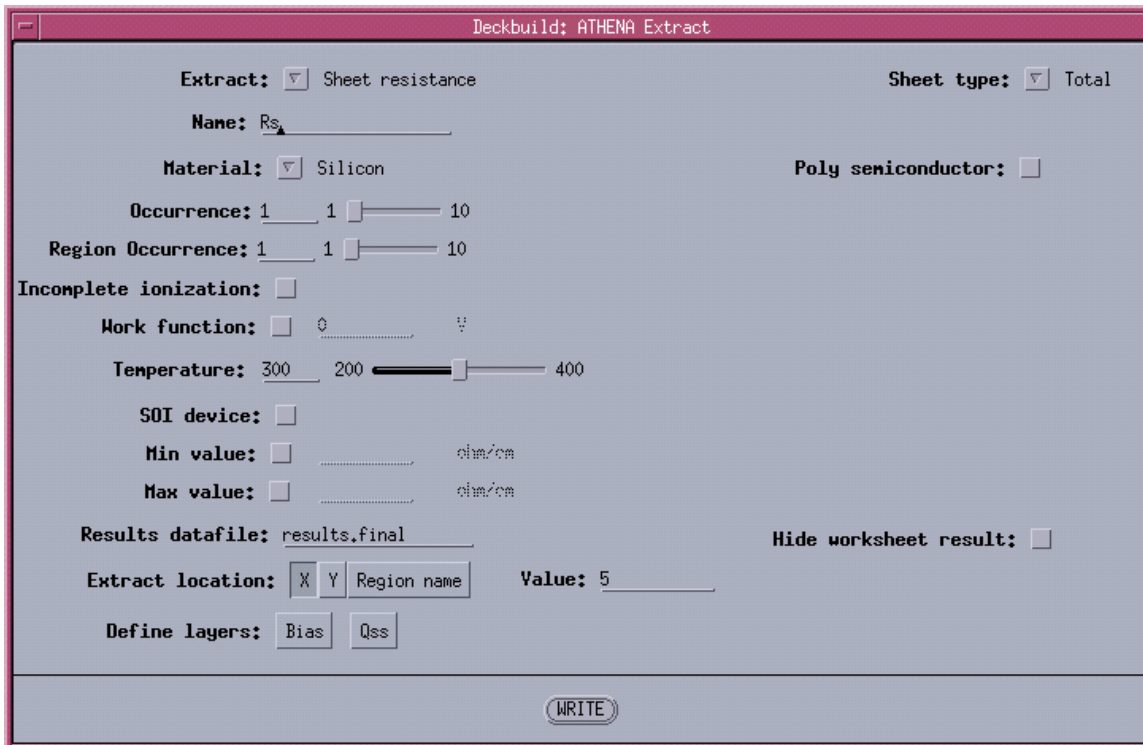 Deckbuild: ATHENA Extract
Extract: Sheet resistance Sheet type: Total
Name: Rs
Material: Silicon Poly semiconductor:
Occurrence: 1 1 10
Region Occurrence: 1 1 10
Incomplete ionization:
Work function: 0 V
Temperature: 300 200 400
SOI device:
Min value: ohm/cm
Max value: ohm/cm
Results datafile: results.final Hide worksheet result:
Extract location: X Y Region name Value: 5
Define layers: Bias Qss
WRITE